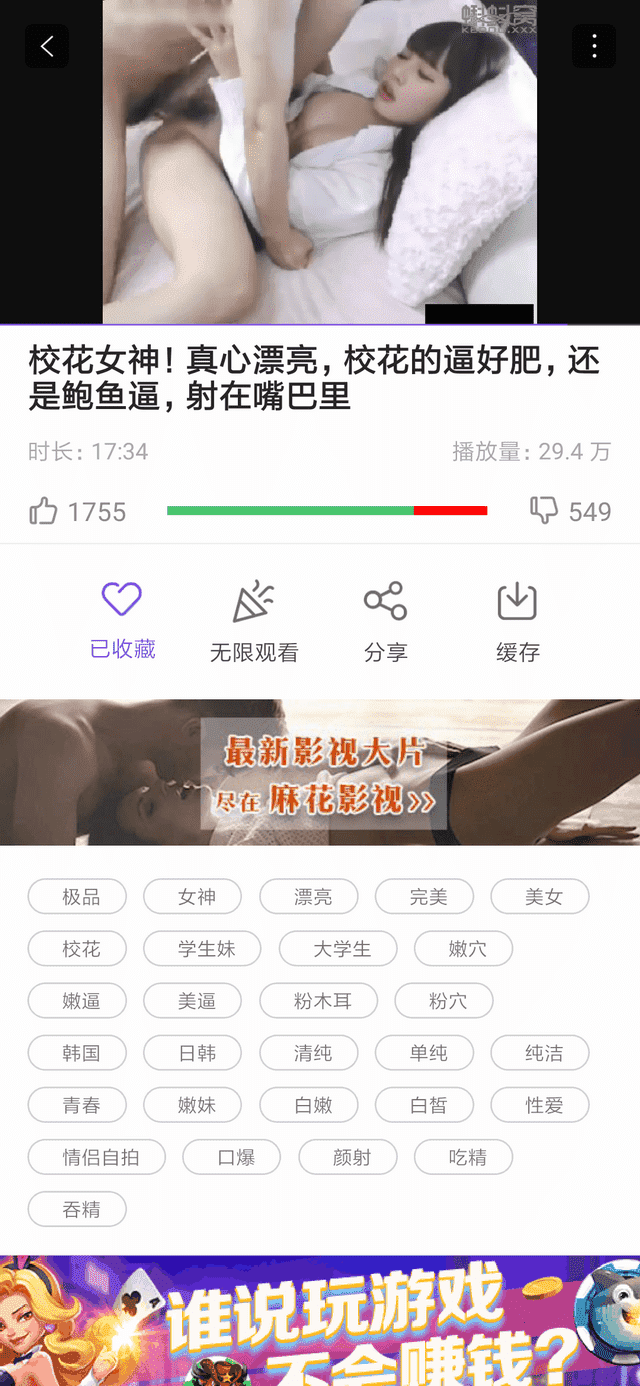 蝌蚪窝
KEDOU.XXX
校花女神！真心漂亮，校花的逼好肥，还
是鲍鱼逼，射在嘴巴里
时长：17:34 播放量：29.4 万
1755 549
已收藏 无限观看 分享 缓存
最新影视大片
尽在 麻花影视>>
极品 女神 漂亮 完美 美女
校花 学生妹 大学生 嫩穴
嫩逼 美逼 粉木耳 粉穴
韩国 日韩 清纯 单纯 纯洁
青春 嫩妹 白嫩 白皙 性爱
情侣自拍 口爆 颜射 吃精
吞精
谁说玩游戏
不会赚钱?